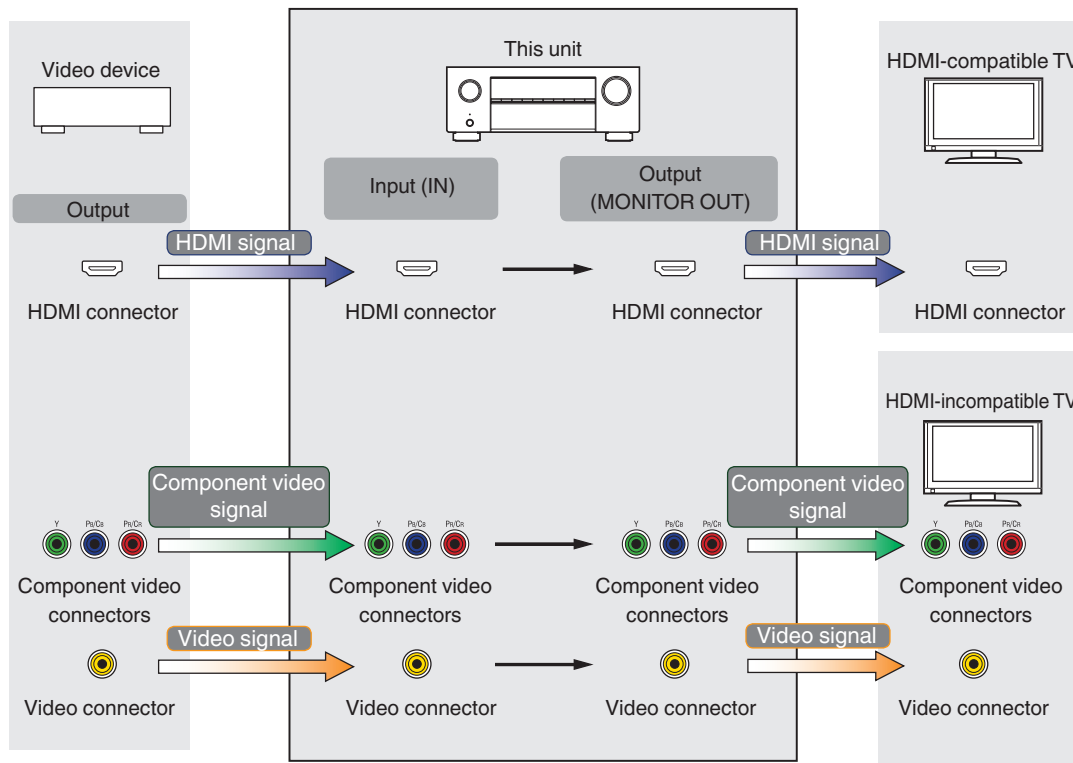 This unit
Video device
HDMI-compatible TV
Input (IN)
Output
(MONITOR OUT)
Output
HDMI signal
HDMI signal
HDMI connector
HDMI connector
HDMI connector
HDMI connector
HDMI-incompatible TV
Component video
signal
Component video
signal
Y PB/CB PR/CR
Y PB/CB PR/CR
Y PB/CB PR/CR
Y PB/CB PR/CR
Component video
connectors
Component video
connectors
Component video
connectors
Component video
connectors
Video signal
Video signal
Video connector
Video connector
Video connector
Video connector